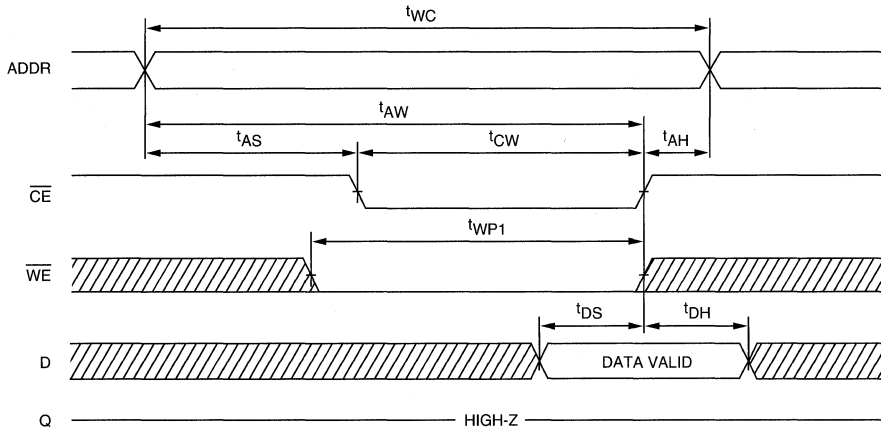 tWC
ADDR
tAW
tAS tCW tAH
CE
tWP1
WE
tDS tDH
D DATA VALID
Q HIGH-Z